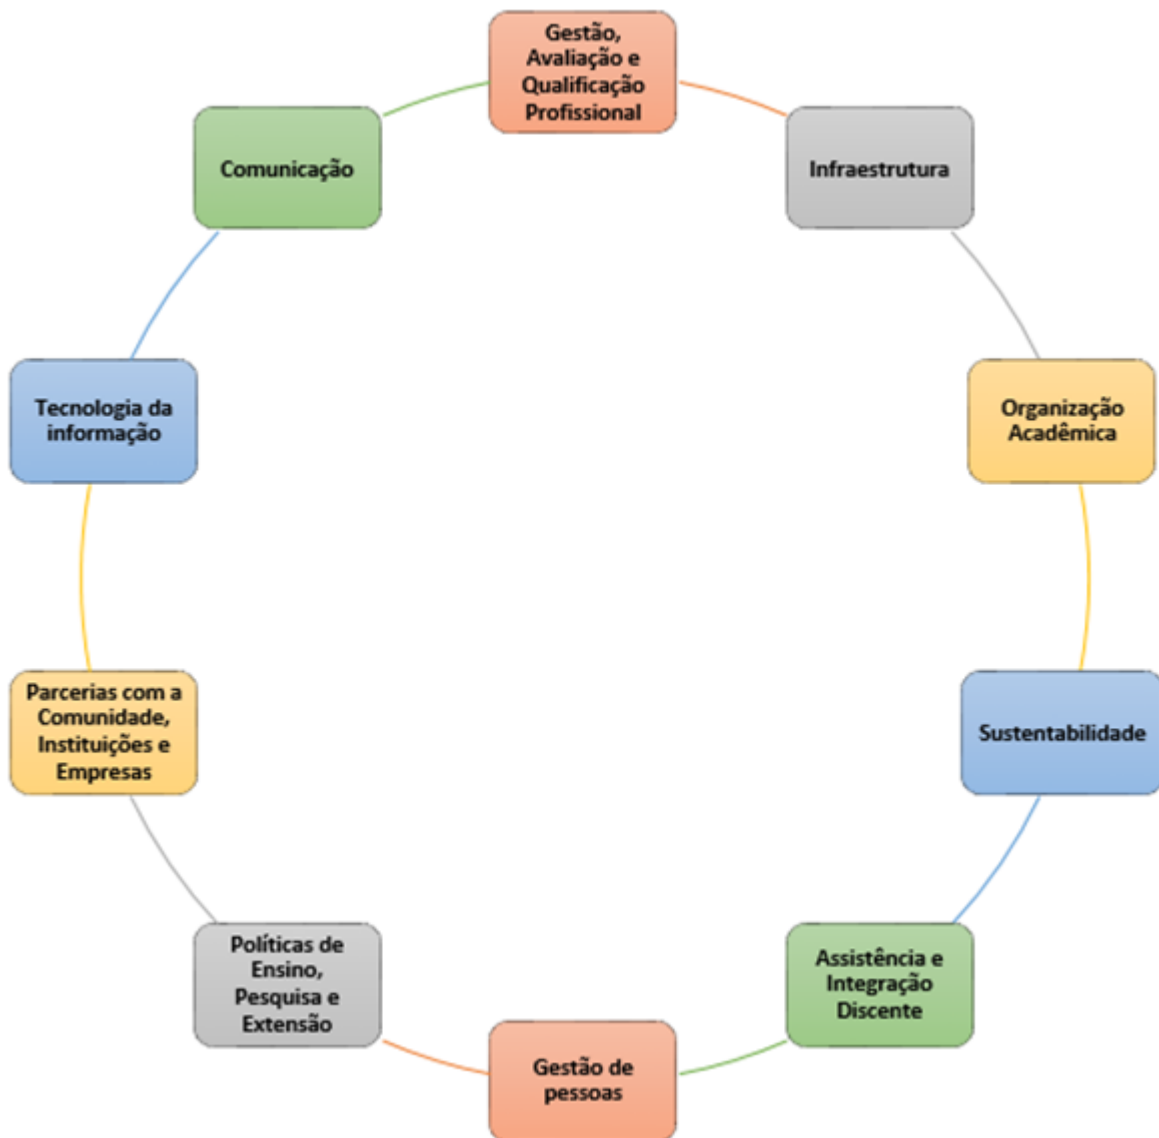 Gestão,
Avaliação e
Qualificação
Profissional
Infraestrutura
Organização
Acadêmica
Sustentabilidade
Assistência e
Integração
Discente
Gestão de
pessoas
Políticas de
Ensino,
Pesquisa e
Extensão
Parcerias com a
Comunidade,
Instituições e
Empresas
Tecnologia da
informação
Comunicação